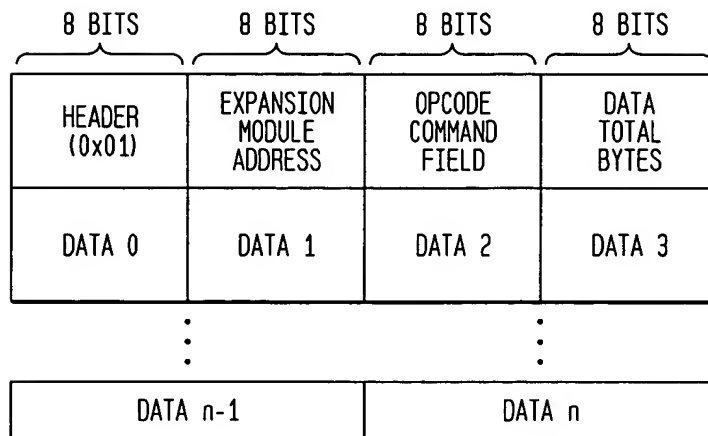 8 BITS 8 BITS 8 BITS 8 BITS
HEADER (0x01)
EXPANSION MODULE ADDRESS
OPCODE COMMAND FIELD
DATA TOTAL BYTES
DATA 0 DATA 1 DATA 2 DATA 3
DATA n-1 DATA n